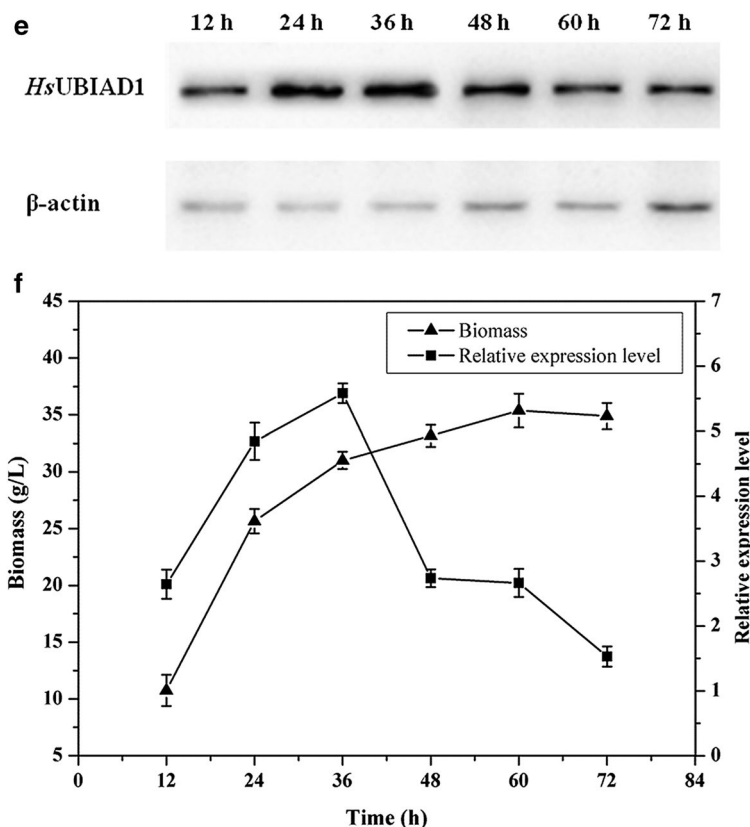 e
12 h 24 h 36 h 48 h 60 h 72 h
HsUBIAD1
β-actin
f
Biomass
Relative expression level
45
40
35
30
25
20
15
10
5
Biomass (g/L)
7
6
5
4
3
2
1
0
Relative expression level
0 12 24 36 48 60 72 84
Time (h)